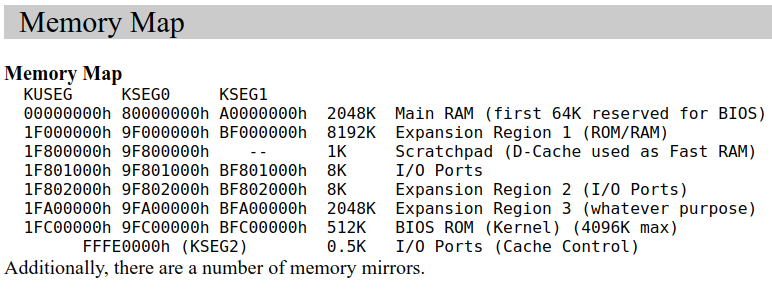 Memory Map
Memory Map
KUSEG KSEG0 KSEG1
00000000h 80000000h A0000000h 2048K Main RAM (first 64K reserved for BIOS)
1F000000h 9F000000h BF000000h 8192K Expansion Region 1 (ROM/RAM)
1F800000h 9F800000h -- 1K Scratchpad (D-Cache used as Fast RAM)
1F801000h 9F801000h BF801000h 8K I/O Ports
1F802000h 9F802000h BF802000h 8K Expansion Region 2 (I/O Ports)
1FA00000h 9FA00000h BFA00000h 2048K Expansion Region 3 (whatever purpose)
1FC00000h 9FC00000h BFC00000h 512K BIOS ROM (Kernel) (4096K max)
FFFE0000h (KSEG2) 0.5K I/O Ports (Cache Control)
Additionally, there are a number of memory mirrors.